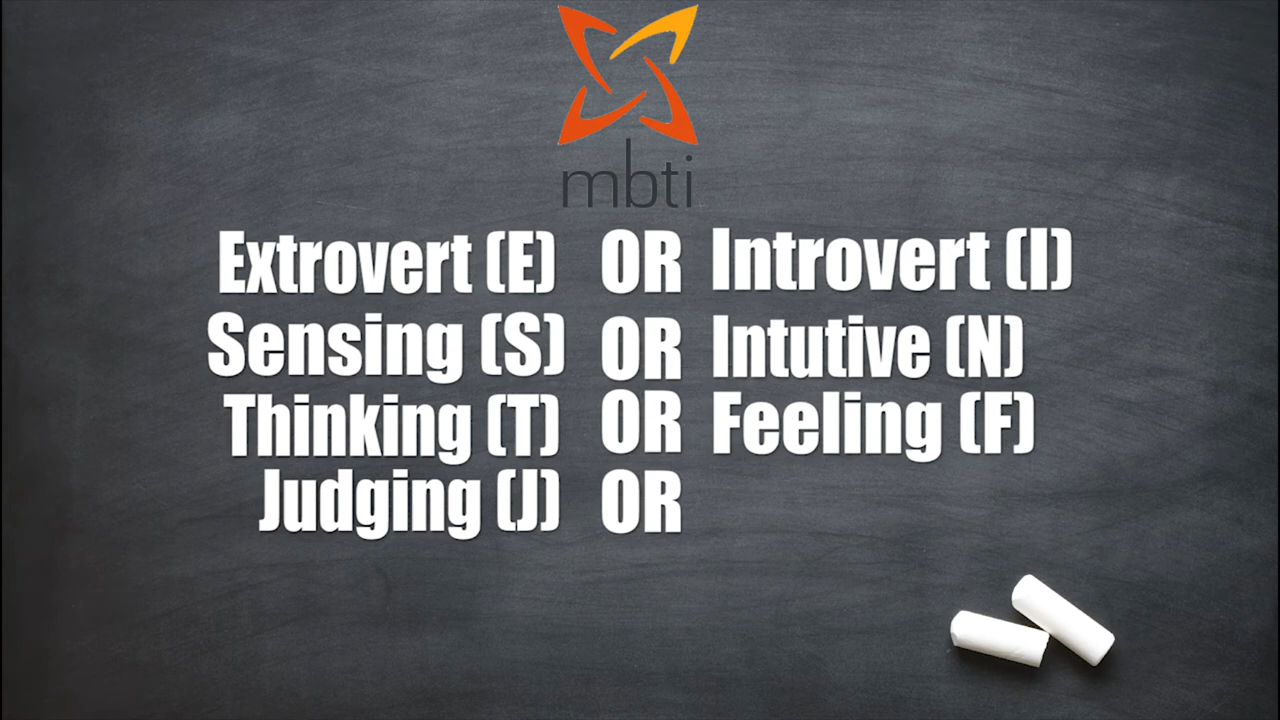 mbti
Extrovert (E) OR Introvert (I)
Sensing (S) OR Intutive (N)
Thinking (T) OR Feeling (F)
Judging (J) OR